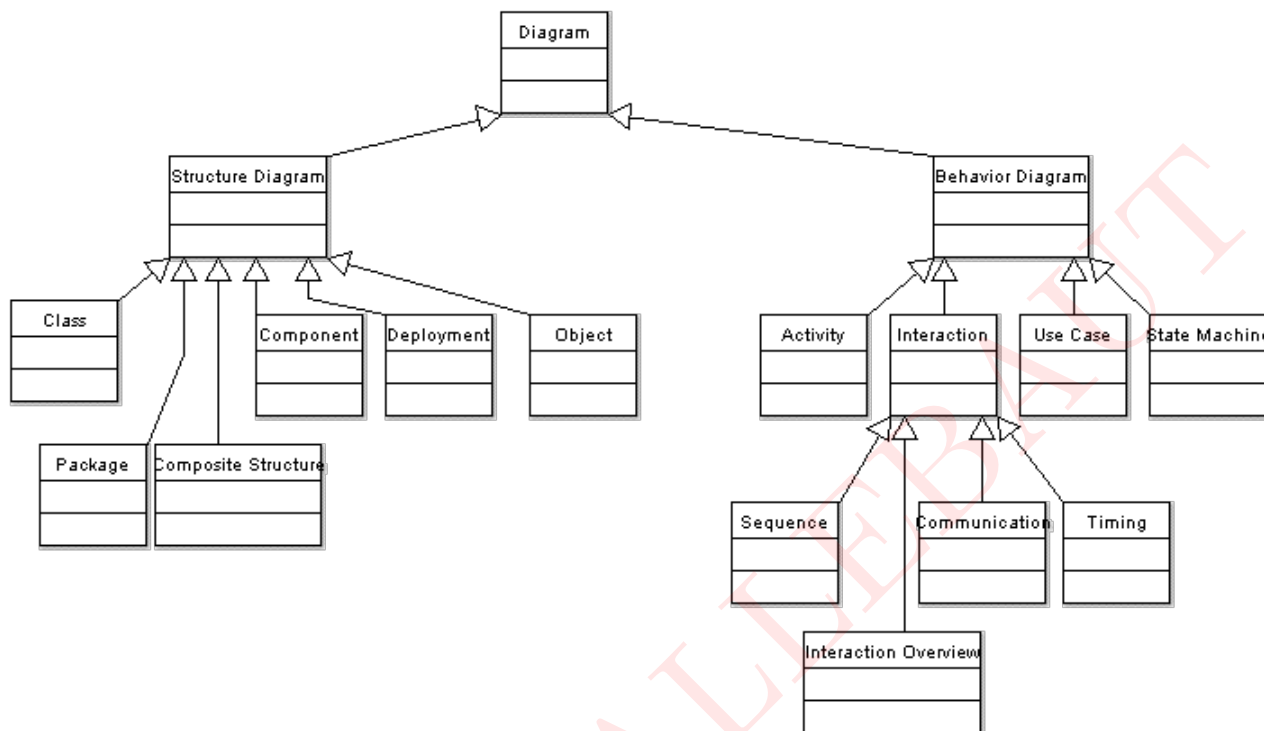 Diagram
Structure Diagram
Behavior Diagram
Class
Component
Deployment
Object
Activity
Interaction
Use Case
State Machine
Package
Composite Structure
Sequence
Communication
Timing
Interaction Overview
ALLEBAUT